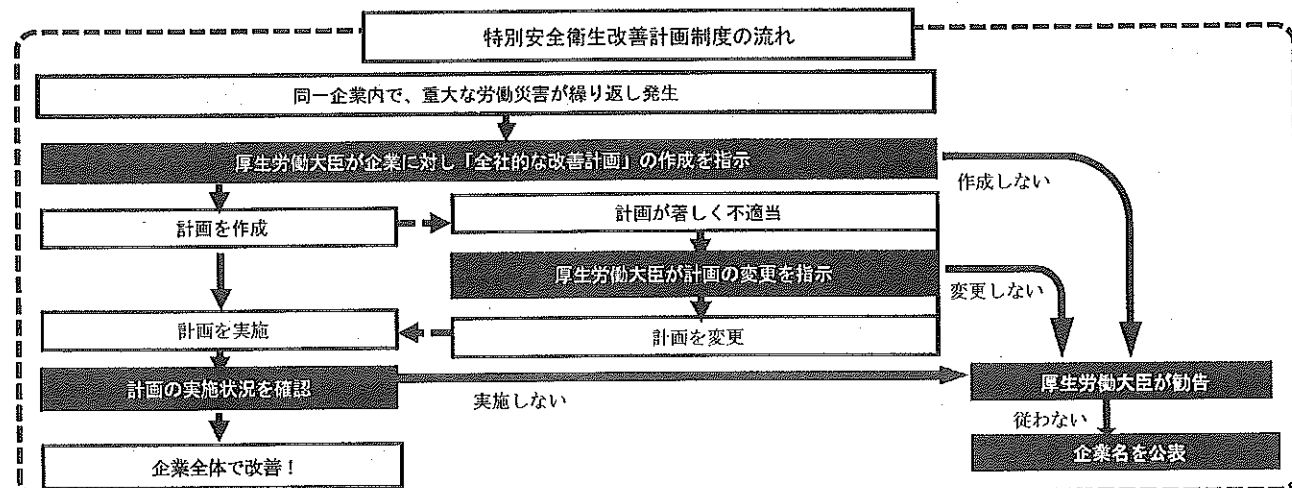 特別安全衛生改善計画制度の流れ
同一企業内で、重大な労働災害が繰り返し発生
厚生労働大臣が企業に対し「全社的な改善計画」の作成を指示
作成しない
計画を作成
計画が著しく不適当
厚生労働大臣が計画の変更を指示
変更しない
計画を実施
計画を変更
計画の実施状況を確認
実施しない
厚生労働大臣が勧告
従わない
企業全体で改善！
企業名を公表